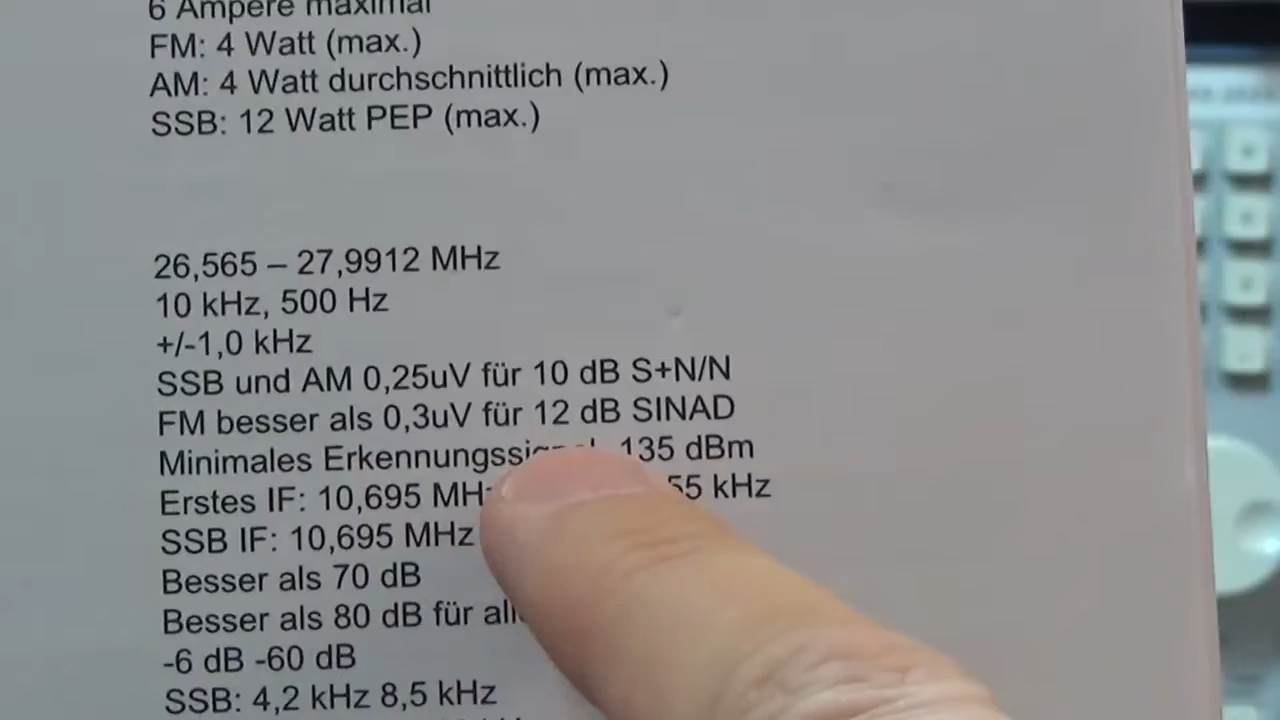 6 Ampere maximal
FM: 4 Watt (max.)
AM: 4 Watt durchschnittlich (max.)
SSB: 12 Watt PEP (max.)
26,565 – 27,9912 MHz
10 kHz, 500 Hz
+/-1,0 kHz
SSB und AM 0,25uV für 10 dB S+N/N
FM besser als 0,3uV für 12 dB SINAD
Minimales 135 dBm
Erstes IF: 10,695 kHz
SSB IF: 10,695 MHz
Besser als 70 dB
Besser als 80 dB für
-6 dB -60 dB
SSB: 4,2 kHz 8,5 kHz